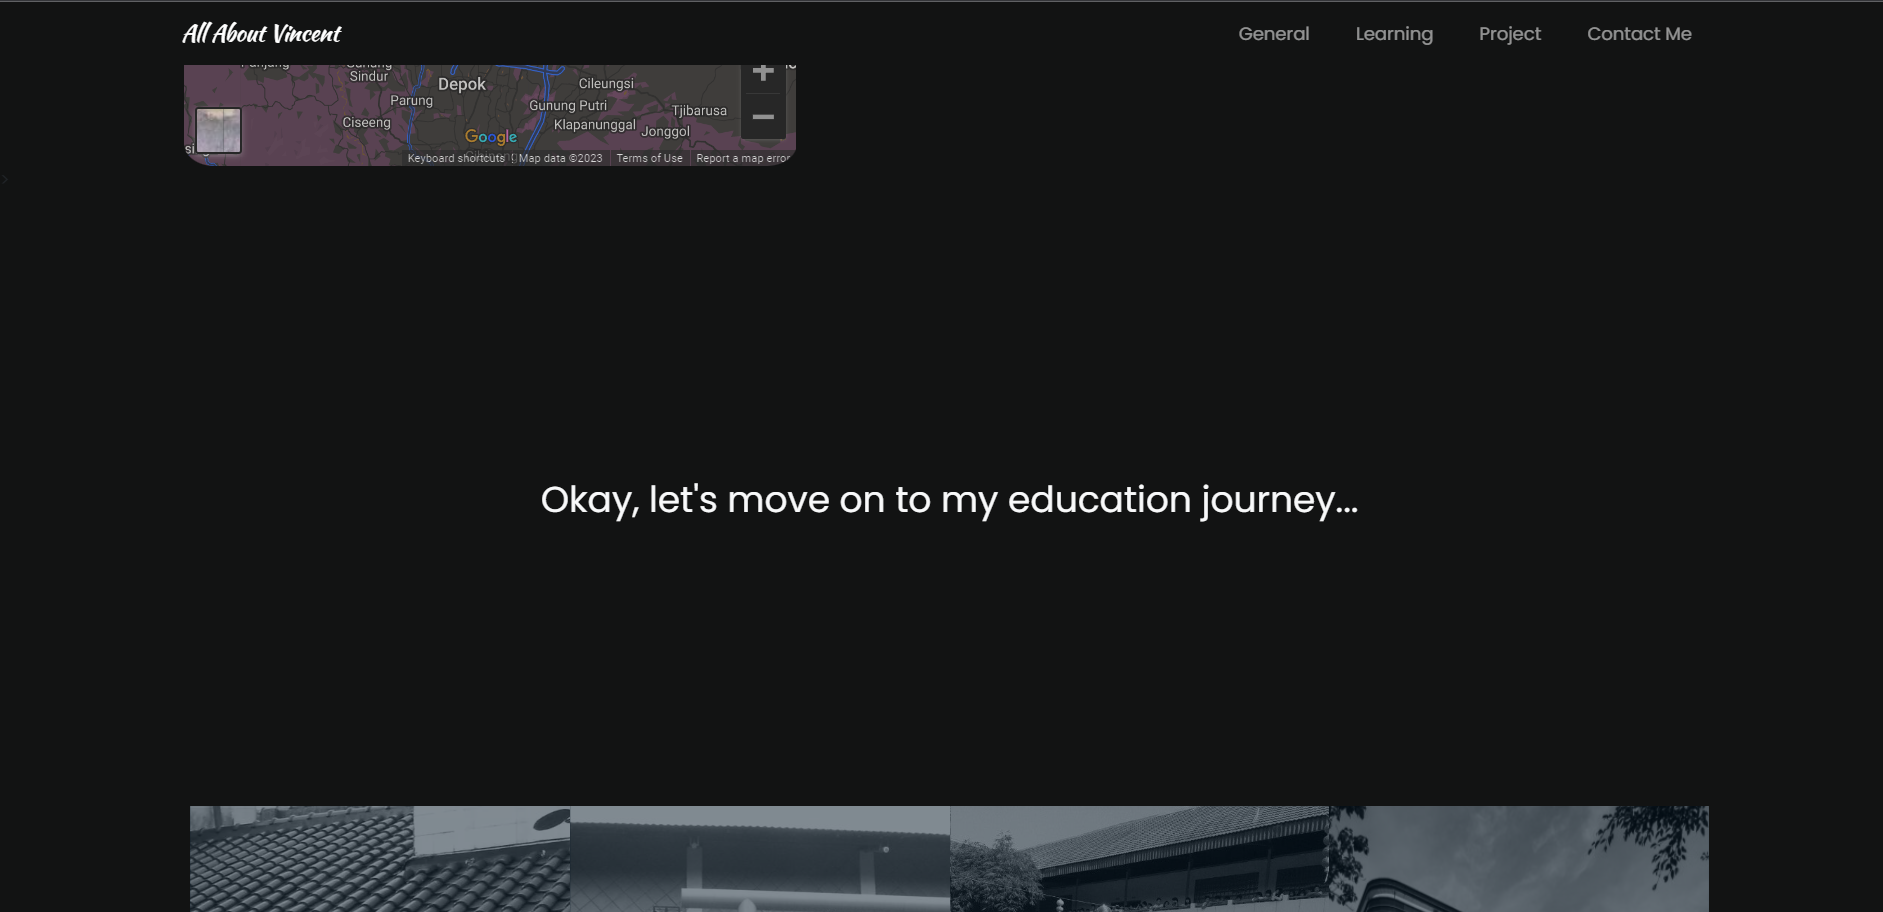 All About Vincent
General
Learning
Project
Contact Me
Sindur
Depok
Cileungsi
Parung
Gunung Putri
Tjibarusa
Ciseeng
Klapanunggal
Jonggol
Google
Keyboard shortcuts
Map data ©2023
Terms of Use
Report a map error
Okay, let's move on to my education journey...